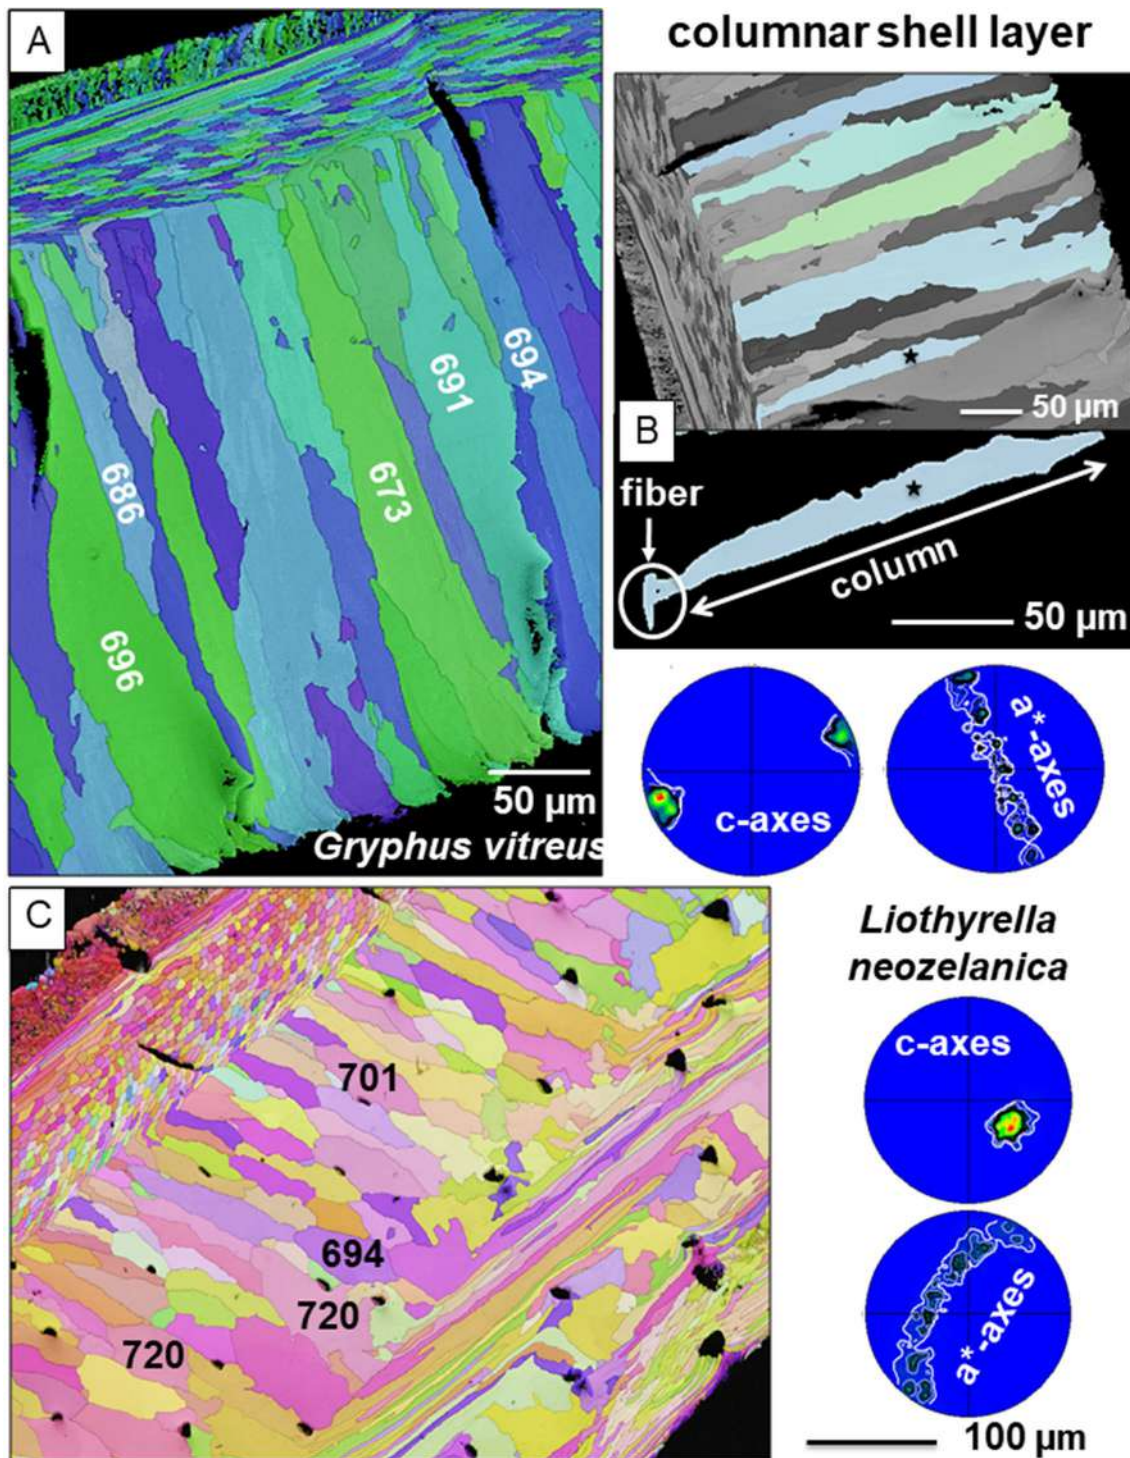 A
columnar shell layer
686
696
673
691
694
50 µm
Gryphus vitreus
50 µm
B
fiber
column
50 µm
c-axes
a*-axes
C
701
694
720
720
Liothyrella
neozelanica
c-axes
a*-axes
100 µm